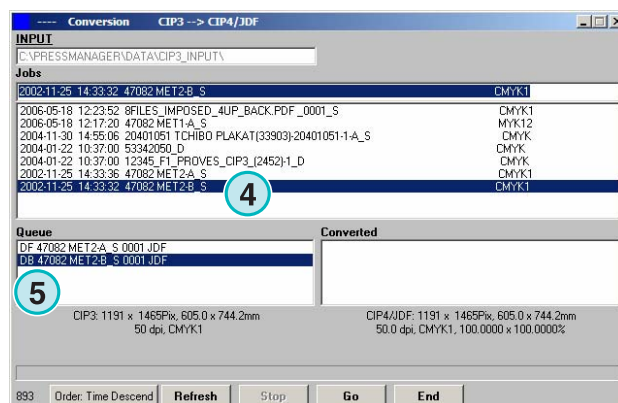 ---- Conversion CIP3 --> CIP4/JDF
INPUT
C:\PRESSMANAGER\DATA\CIP3_INPUT\
Jobs
2002-11-25 14:33:32 47082 MET2-B_S CMYK1
2006-05-18 12:23:52 8FILES_IMPOSED_4UP_BACK.PDF _0001_S CMYK1
2006-05-18 12:17:20 47082 MET1-A_S MYK12
2004-11-30 14:55:06 20401051 TCHIBO PLAKAT(33903)-20401051-1-A_S CMYK
2004-01-22 10:37:00 53342050_D CMYK
2004-01-22 10:37:00 12345_F1_PROVES_CIP3_(2452)-1_D CMYK
2002-11-25 14:33:36 47082 MET2-A_S CMYK1
2002-11-25 14:33:32 47082 MET2-B_S CMYK1
4
Queue Converted
DF 47082 MET2-A_S 0001 JDF
DB 47082 MET2-B_S 0001 JDF
5
CIP3: 1191 x 1465Pix, 605.0 x 744.2mm CIP4/JDF: 1191 x 1465Pix, 605.0 x 744.2mm
50 dpi, CMYK1 50.0 dpi, CMYK1, 100.0000 x 100.0000%
893 Order: Time Descend Refresh Stop Go End